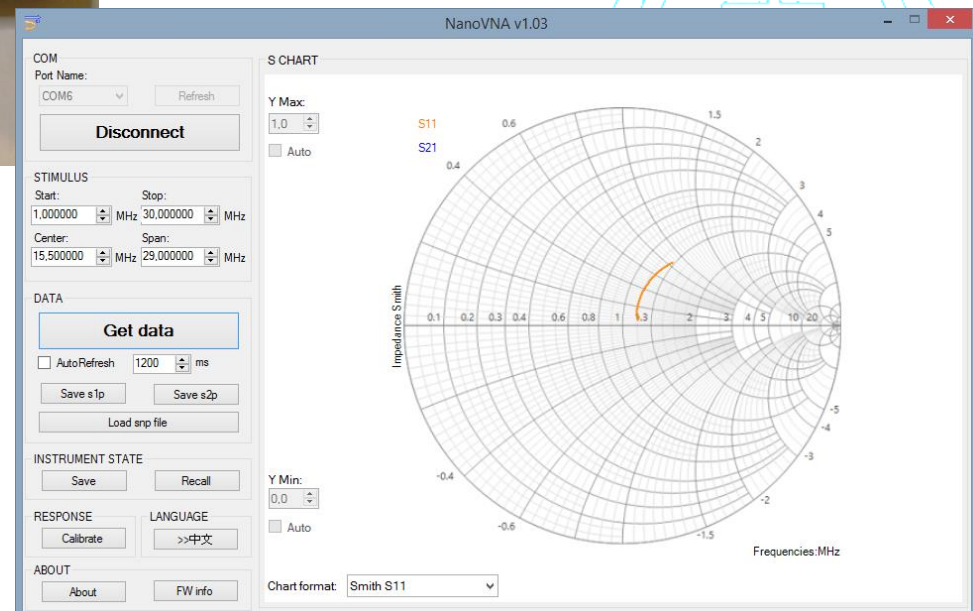 NanoVNA v1.03
COM
Port Name:
COM6
Refresh
Disconnect
STIMULUS
Start: Stop:
1,000000 MHz 30,000000 MHz
Center: Span:
15,500000 MHz 29,000000 MHz
DATA
Get data
AutoRefresh 1200 ms
Save s1p Save s2p
Load snp file
INSTRUMENT STATE
Save Recall
RESPONSE LANGUAGE
Calibrate >>中文
ABOUT
About FW info
S CHART
Y Max:
1,0
Auto
S11
S21
0.6 1.5
2
0.4
3
4
5
Impedance Smith
0.1 0.2 0.3 0.4 0.6 0.8 1 2 3 4 5 10 20
-5
-4
-3
-0.4
-2
-0.6 -1.5
Y Min:
0,0
Auto
Frequencies:MHz
Chart format: Smith S11